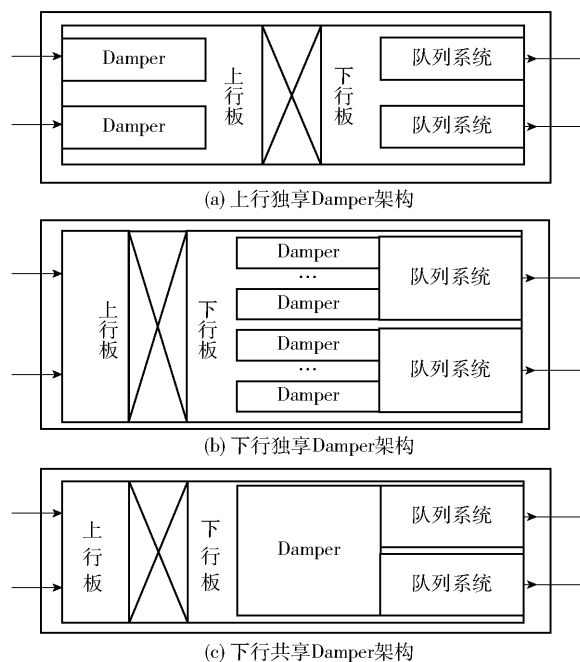 Damper
上行板
下行板
队列系统
Damper
队列系统
(a) 上行独享Damper架构
上行板
下行板
Damper
...
Damper
队列系统
Damper
...
Damper
队列系统
(b) 下行独享Damper架构
上行板
下行板
Damper
队列系统
队列系统
(c) 下行共享Damper架构